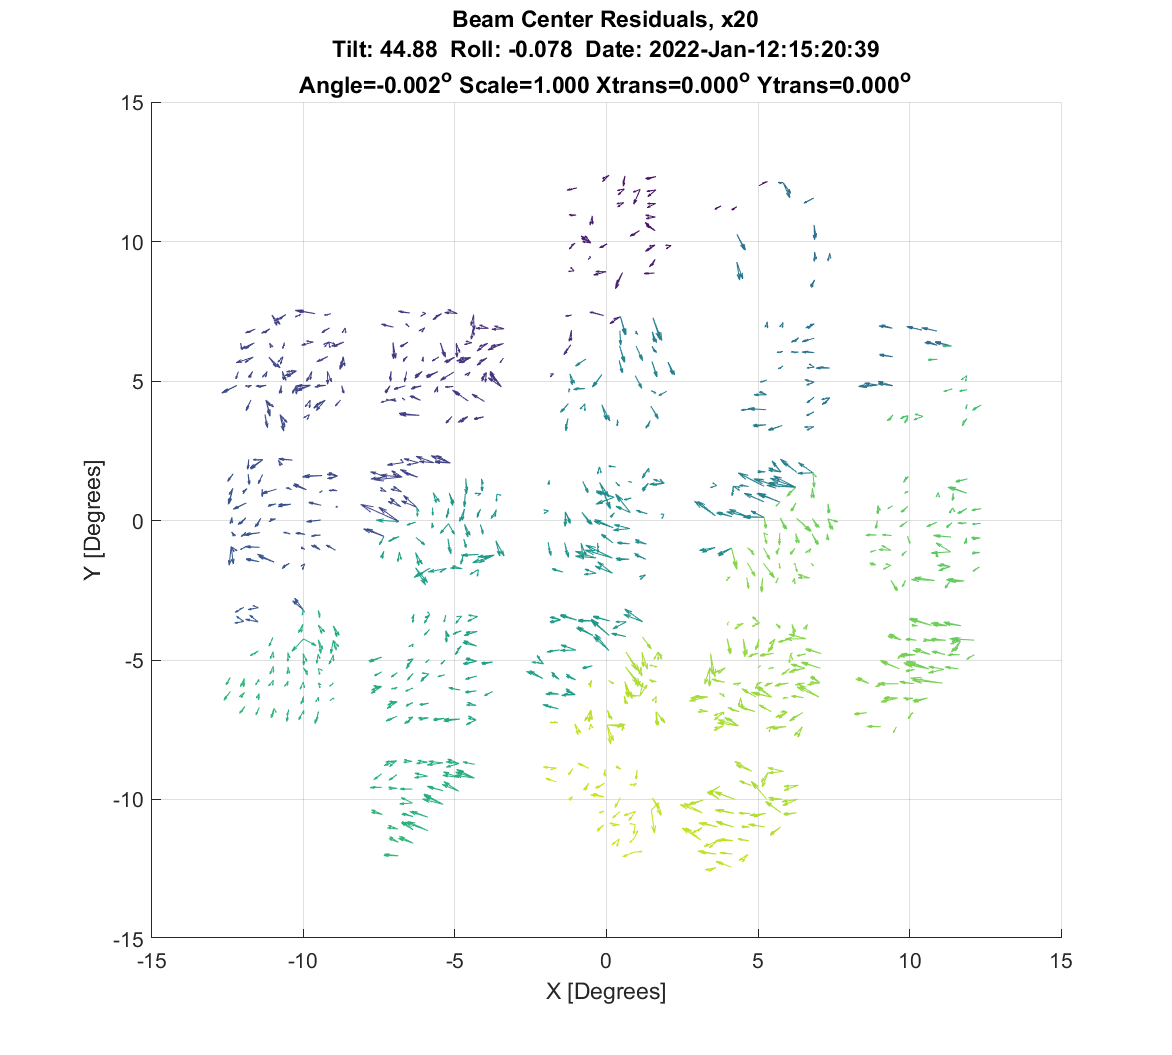 Beam Center Residuals, x20
Tilt: 44.88 Roll: -0.078 Date: 2022-Jan-12:15:20:39
Angle=-0.002° Scale=1.000 Xtrans=0.000° Ytrans=0.000°
15
10
5
0
-5
-10
-15
Y [Degrees]
-15 -10 -5 0 5 10 15
X [Degrees]